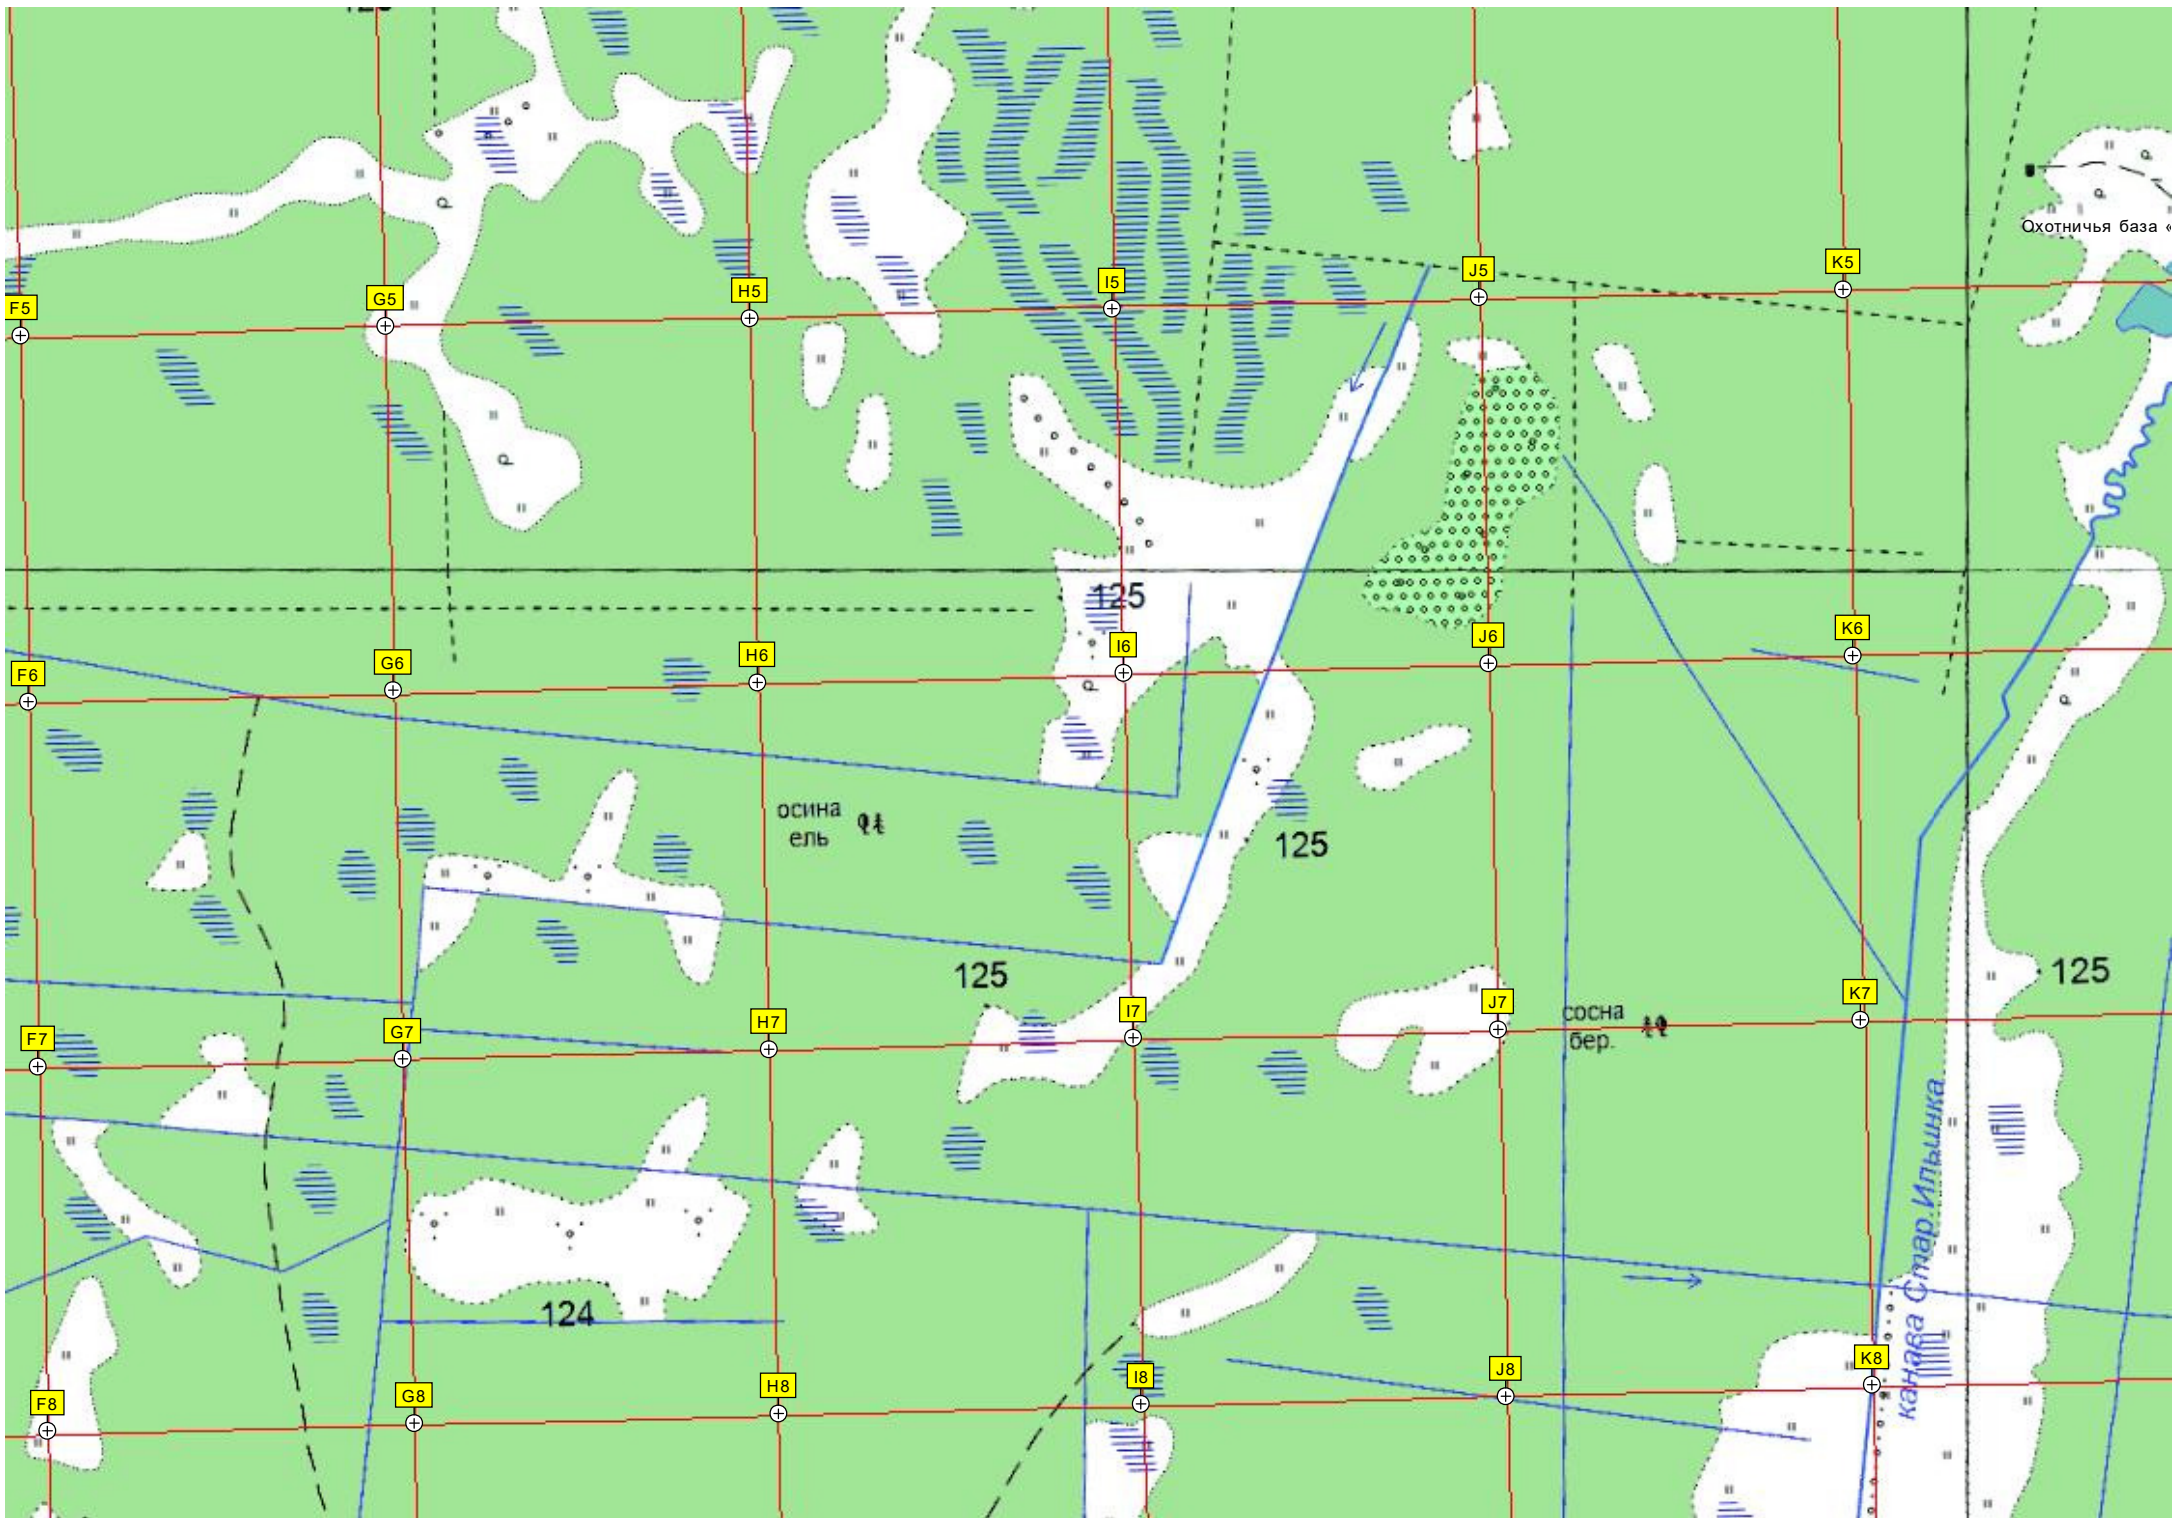 Охотничья база «
K5
J5
I5
H5
G5
F5
125
K6
J6
I6
H6
G6
F6
осина
ель
125
125
125
K7
J7
I7
H7
G7
F7
сосна
бер.
канава Стар.Ильинка
124
K8
J8
I8
H8
G8
F8